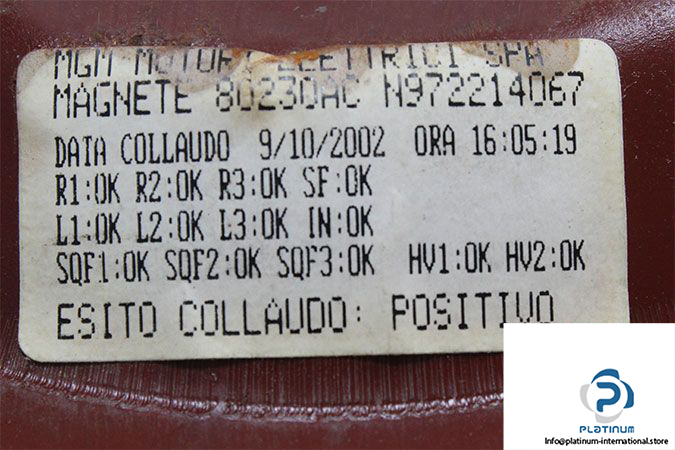 MGM MOTORI ELETTRICI SPA
MAGNETE 80230AC N972214067
DATA COLLAUDO 9/10/2002 ORA 16:05:19
R1:OK R2:OK R3:OK SF:OK
L1:OK L2:OK L3:OK IN:OK
SQF1:OK SQF2:OK SQF3:OK HV1:OK HV2:OK
ESITO COLLAUDO: POSITIVO
PLATINUM
Info@platinum-international.store